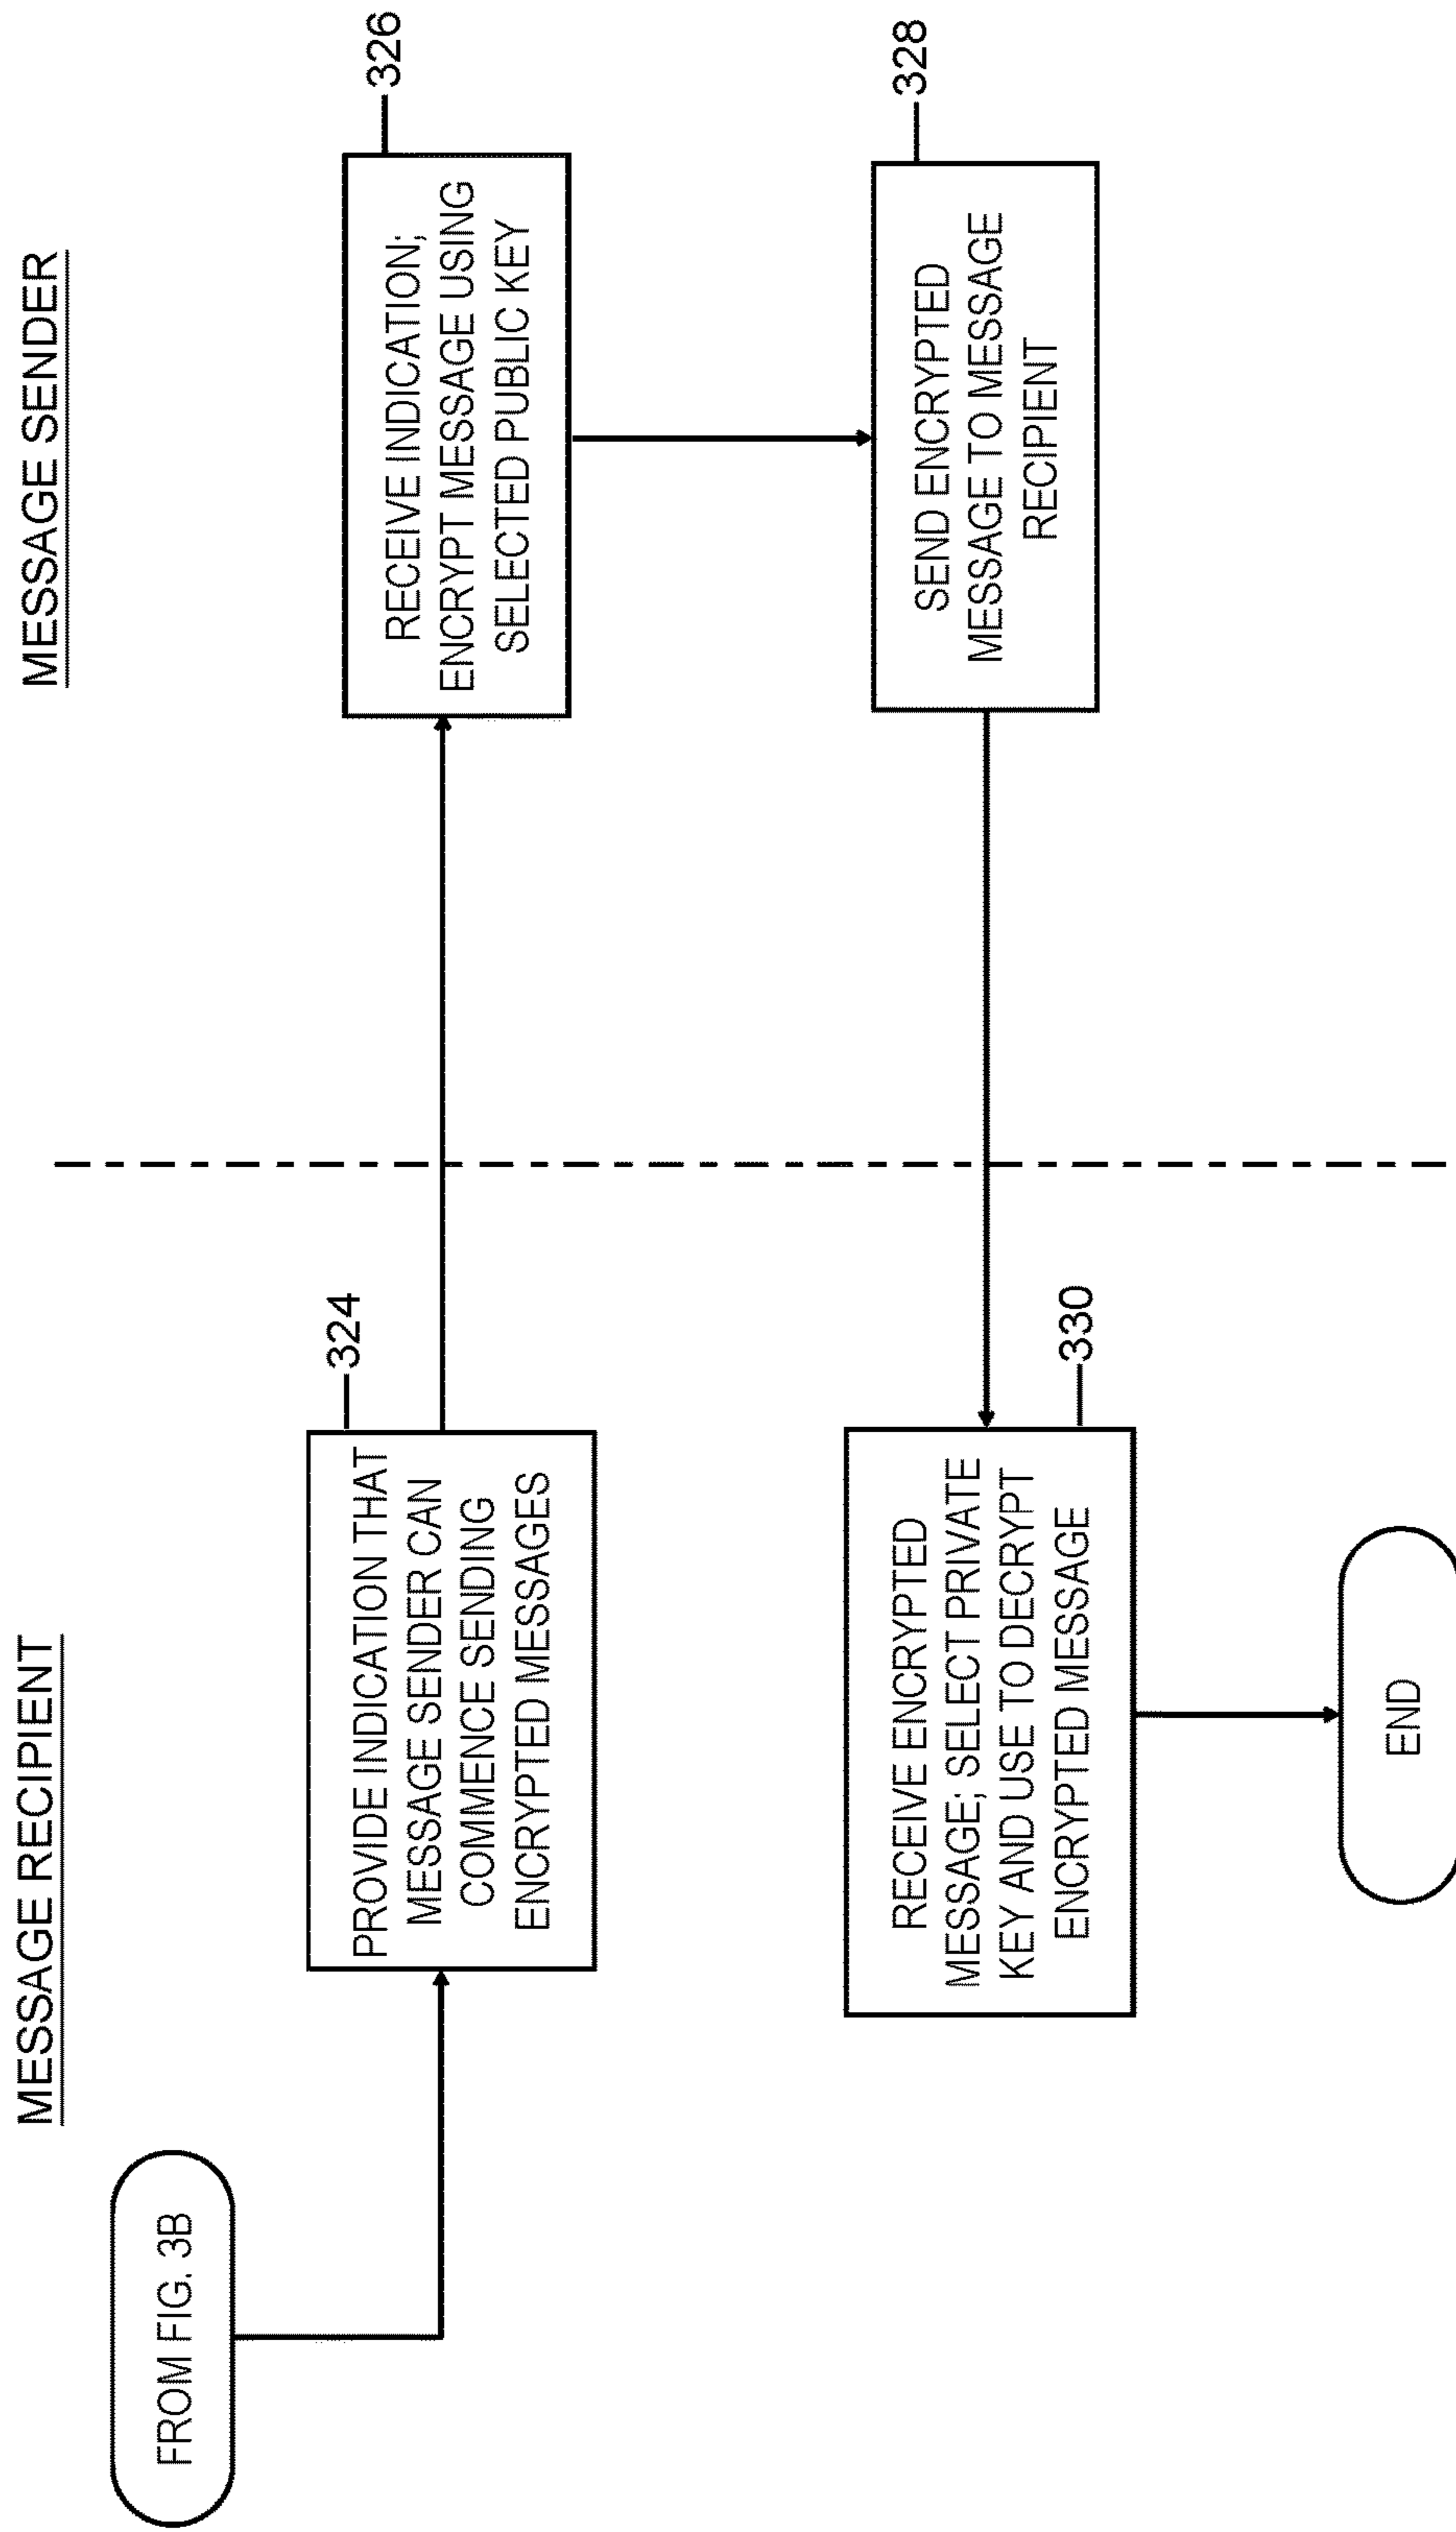 MESSAGE RECIPIENT
MESSAGE SENDER
FROM FIG. 3B
324
PROVIDE INDICATION THAT
MESSAGE SENDER CAN
COMMENCE SENDING
ENCRYPTED MESSAGES
326
RECEIVE INDICATION;
ENCRYPT MESSAGE USING
SELECTED PUBLIC KEY
328
SEND ENCRYPTED
MESSAGE TO MESSAGE
RECIPIENT
330
RECEIVE ENCRYPTED
MESSAGE; SELECT PRIVATE
KEY AND USE TO DECRYPT
ENCRYPTED MESSAGE
END